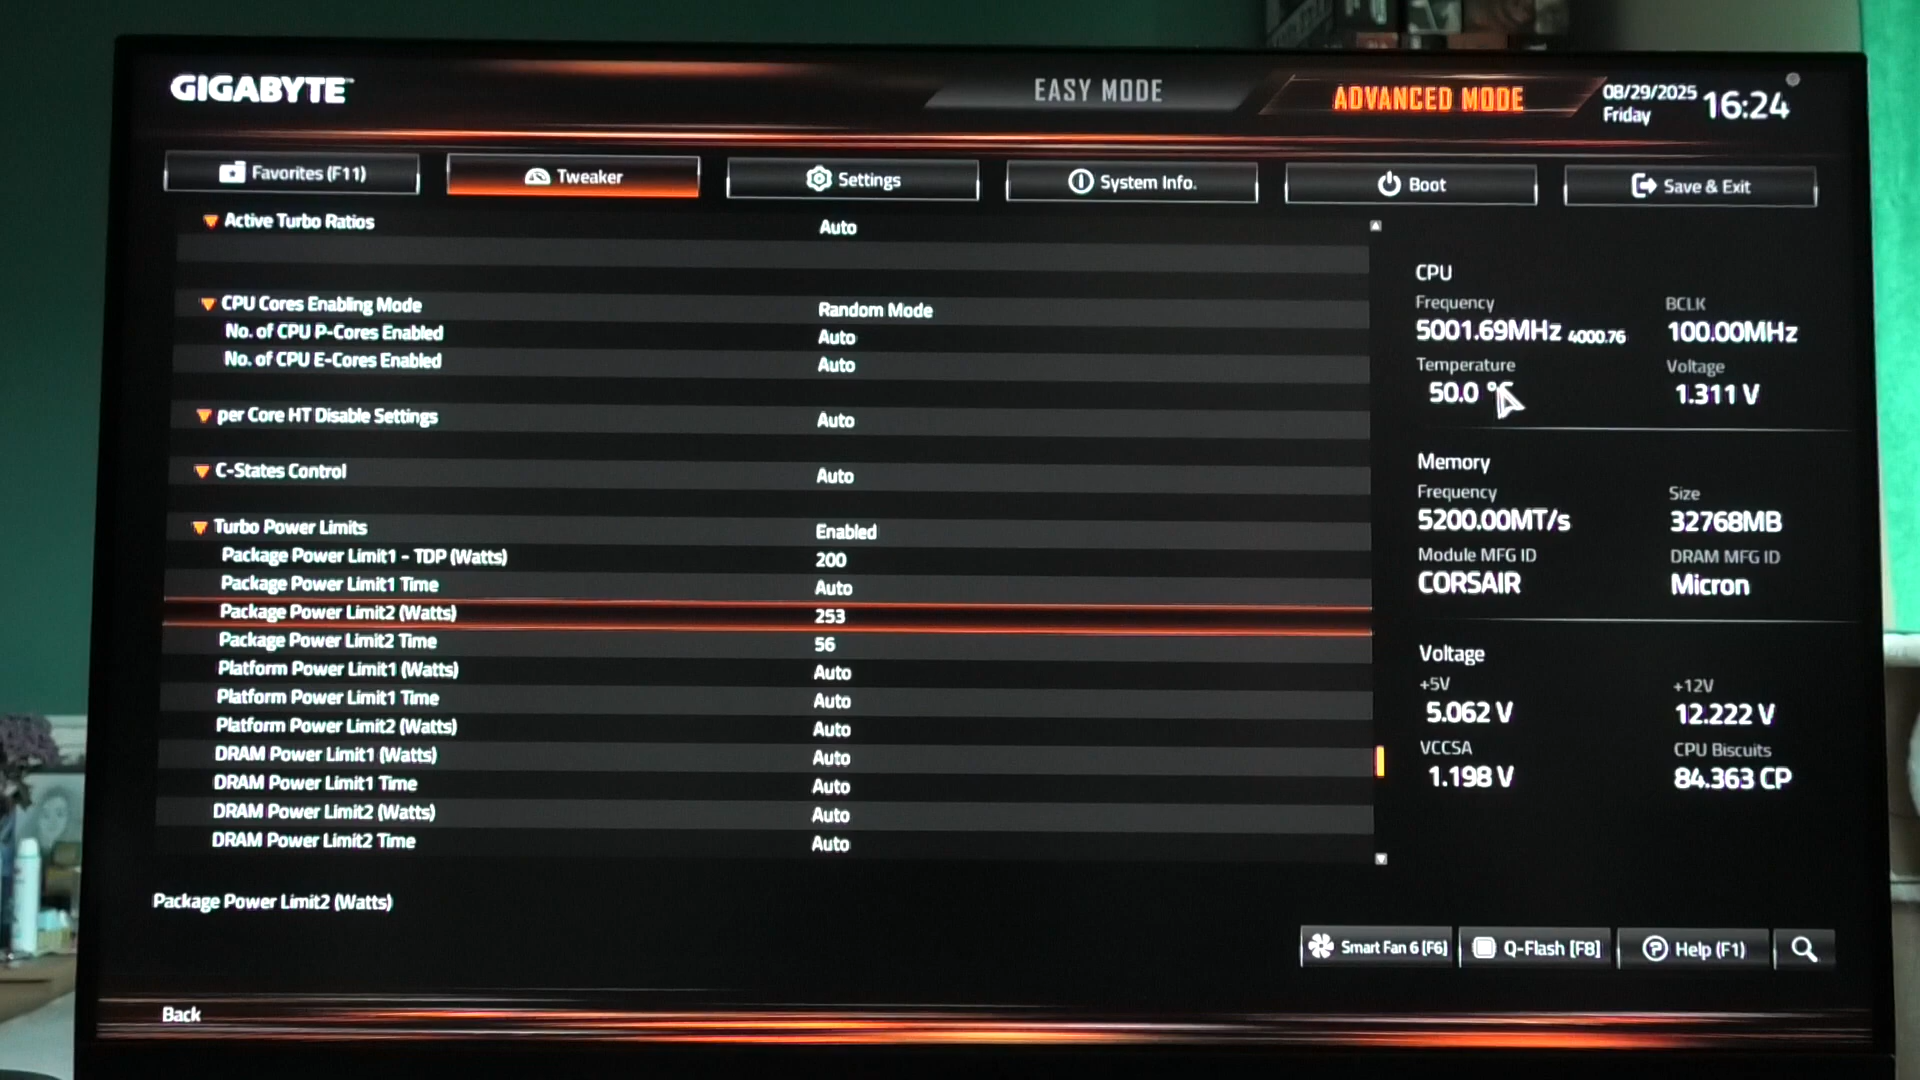 GIGABYTE™
EASY MODE
ADVANCED MODE
08/29/2025
Friday
16:24
Favorites (F11)
Tweaker
Settings
System Info.
Boot
Save & Exit
Active Turbo Ratios Auto
CPU Cores Enabling Mode Random Mode
No. of CPU P-Cores Enabled Auto
No. of CPU E-Cores Enabled Auto
per Core HT Disable Settings Auto
C-States Control Auto
Turbo Power Limits Enabled
Package Power Limit1 - TDP (Watts) 200
Package Power Limit1 Time Auto
Package Power Limit2 (Watts) 253
Package Power Limit2 Time 56
Platform Power Limit1 (Watts) Auto
Platform Power Limit1 Time Auto
Platform Power Limit2 (Watts) Auto
DRAM Power Limit1 (Watts) Auto
DRAM Power Limit1 Time Auto
DRAM Power Limit2 (Watts) Auto
DRAM Power Limit2 Time Auto
CPU
Frequency BCLK
5001.69MHz 4000.76 100.00MHz
Temperature Voltage
50.0 °C 1.311 V
Memory
Frequency Size
5200.00MT/s 32768MB
Module MFG ID DRAM MFG ID
CORSAIR Micron
Voltage
+5V +12V
5.062 V 12.222 V
VCCSA CPU Biscuits
1.198 V 84.363 CP
Package Power Limit2 (Watts)
Smart Fan 6 [F6]
Q-Flash [F8]
Help (F1)
Back